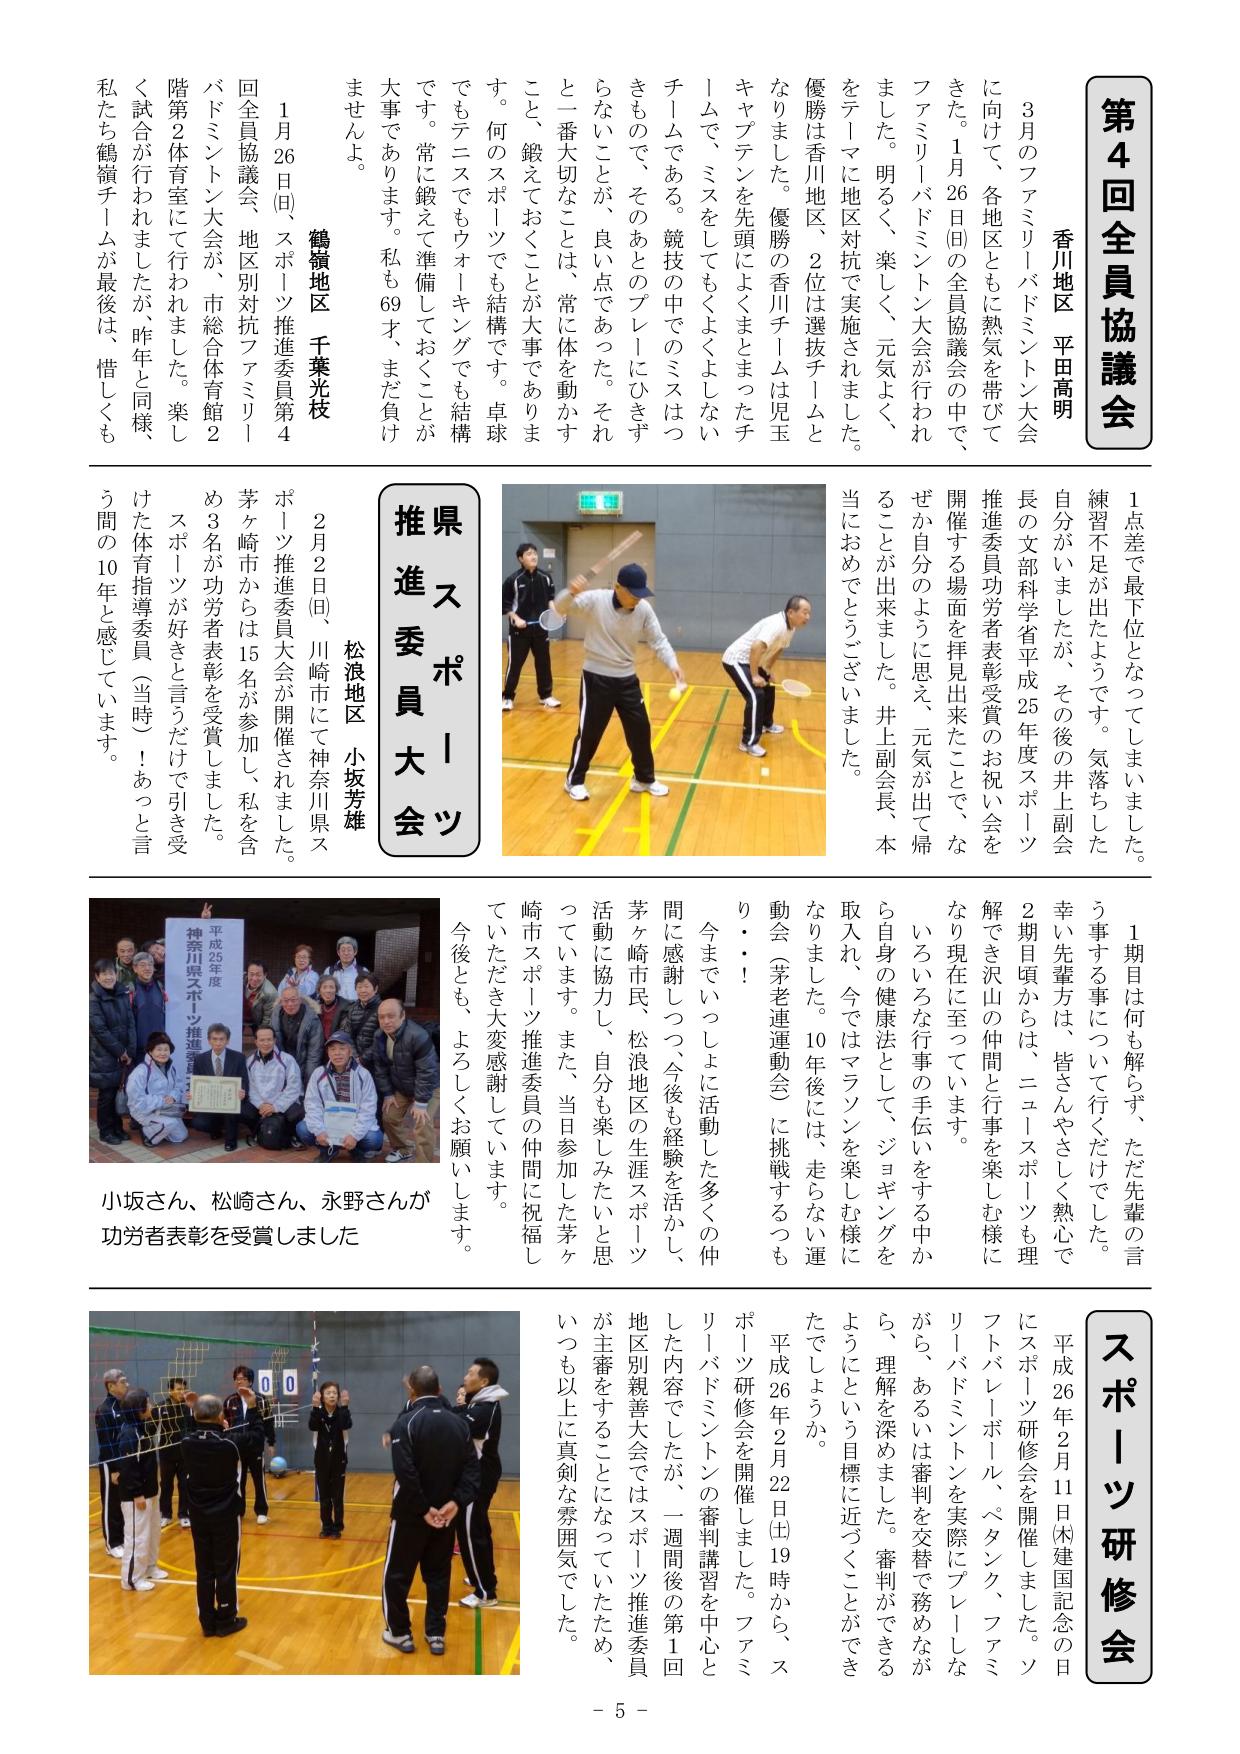 第4回全員協議会
香川地区　平田高明
3月のファミリーバドミントン大会
に向けて、各地区ともに熱気を帯びて
きた。1月26日㈰の全員協議会の中で、
ファミリーバドミントン大会が行われ
ました。明るく、楽しく、元気よく、
をテーマに地区対抗で実施されました。
優勝は香川地区、2位は選抜チームと
なりました。優勝の香川チームは児玉
キャプテンを先頭によくまとまったチ
ームで、ミスをしてもくよくよしない
チームである。競技の中でのミスはつ
きもので、そのあとのプレーにひきず
らないことが、良い点であった。それ
と一番大切なことは、常に体を動かす
こと、鍛えておくことが大事でありま
す。何のスポーツでも結構です。卓球
でもテニスでもウォーキングでも結構
です。常に鍛えて準備しておくことが
大事であります。私も69才、まだ負け
ませんよ。
鶴嶺地区　千葉光枝
1月26日㈰、スポーツ推進委員第4
回全員協議会、地区別対抗ファミリー
バドミントン大会が、市総合体育館2
階第2体育室にて行われました。楽し
く試合が行われましたが、昨年と同様、
私たち鶴嶺チームが最後は、惜しくも
1点差で最下位となってしまいました。
練習不足が出たようです。気落ちした
自分がいましたが、その後の井上副会
長の文部科学省平成25年度スポーツ
推進委員功労者表彰受賞のお祝い会を
開催する場面を拝見出来たことで、な
ぜか自分のように思え、元気が出て帰
ることが出来ました。井上副会長、本
当におめでとうございました。
県スポーツ
推進委員大会
松浪地区　小坂芳雄
2月2日㈰、川崎市にて神奈川県ス
ポーツ推進委員大会が開催されました。
茅ヶ崎市からは15名が参加し、私を含
め3名が功労者表彰を受賞しました。
スポーツが好きと言うだけで引き受
けた体育指導委員（当時）！あっと言
う間の10年と感じています。
1期目は何も解らず、ただ先輩の言
う事する事について行くだけでした。
幸い先輩方は、皆さんやさしく熱心で
2期目頃からは、ニュースポーツも理
解でき沢山の仲間と行事を楽しむ様に
なり現在に至っています。
いろいろな行事の手伝いをする中か
ら自身の健康法として、ジョギングを
取入れ、今ではマラソンを楽しむ様に
なりました。10年後には、走らない運
動会（茅老連運動会）に挑戦するつも
り・・！
今までいっしょに活動した多くの仲
間に感謝しつつ、今後も経験を活かし、
茅ヶ崎市民、松浪地区の生涯スポーツ
活動に協力し、自分も楽しみたいと思
っています。また、当日参加した茅ヶ
崎市スポーツ推進委員の仲間に祝福し
ていただき大変感謝しています。
今後とも、よろしくお願いします。
平成25年度
神奈川県スポーツ推進委員
小坂さん、松崎さん、永野さんが
功労者表彰を受賞しました
スポーツ研修会
平成26年2月11日㈭建国記念の日
にスポーツ研修会を開催しました。ソ
フトバレーボール、ペタンク、ファミ
リーバドミントンを実際にプレーしな
がら、あるいは審判を交替で務めなが
ら、理解を深めました。審判ができる
ようにという目標に近づくことができ
たでしょうか。
平成26年2月22日㈯19時から、ス
ポーツ研修会を開催しました。ファミ
リーバドミントンの審判講習を中心と
した内容でしたが、一週間後の第1回
地区別親善大会ではスポーツ推進委員
が主審をすることになっていたため、
いつも以上に真剣な雰囲気でした。
0 0
- 5 -